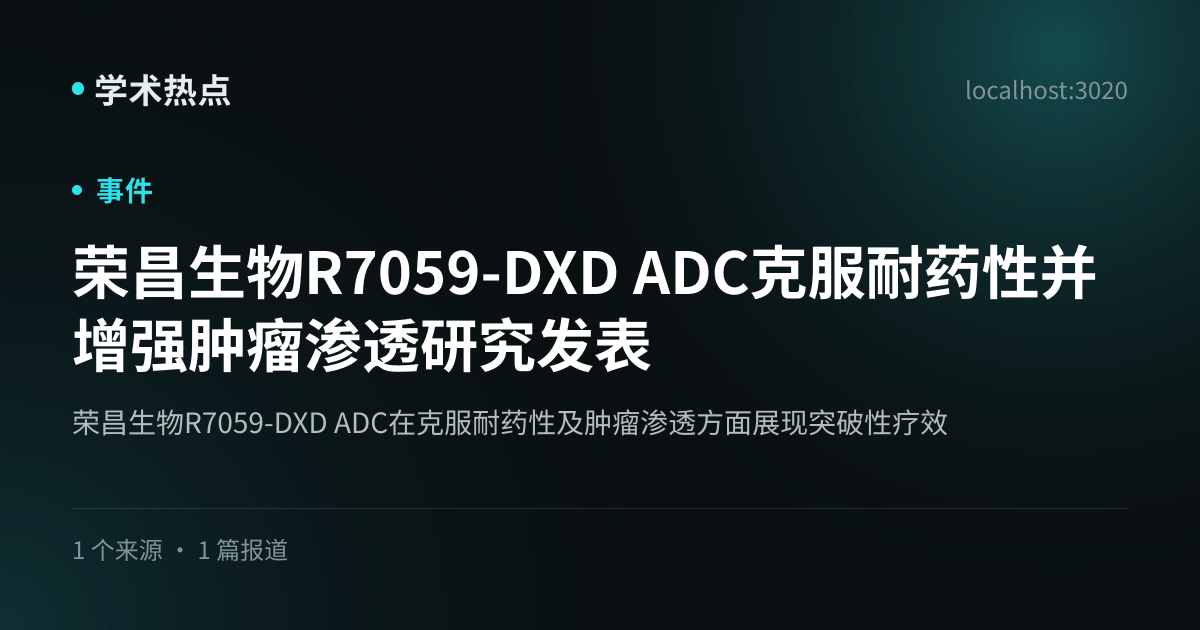 学术热点
localhost:3020
事件
荣昌生物R7059-DXD ADC克服耐药性并
增强肿瘤渗透研究发表
荣昌生物R7059-DXD ADC在克服耐药性及肿瘤渗透方面展现突破性疗效
1 个来源 · 1 篇报道